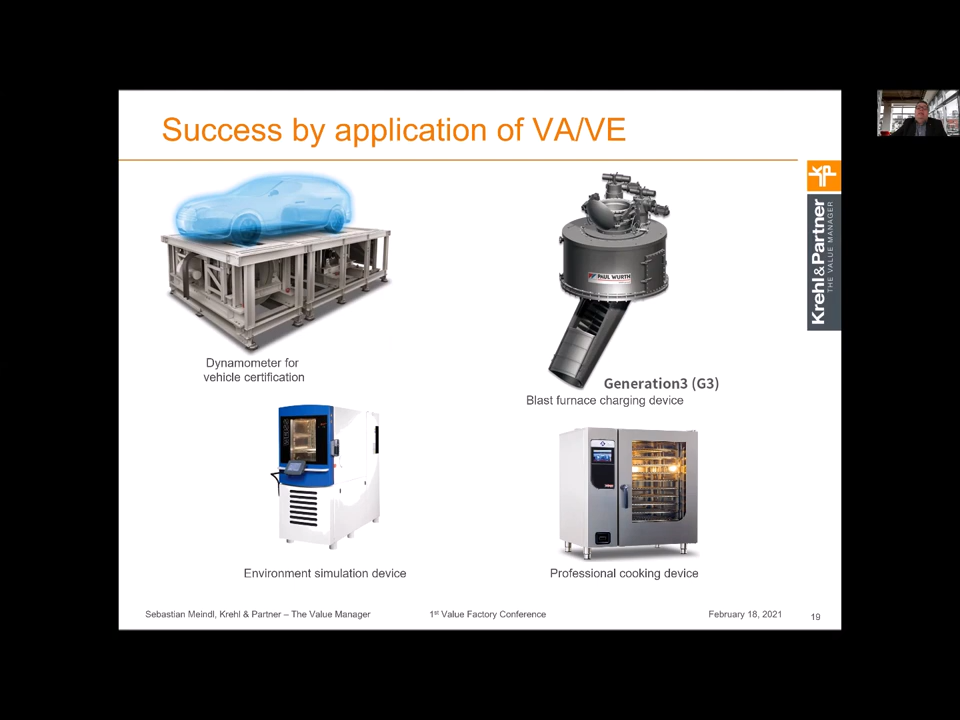 Success by application of VA/VE
Krehl&Partner
THE VALUE MANAGER
PAUL WURTH
Dynamometer for
vehicle certification
Generation3 (G3)
Blast furnace charging device
Environment simulation device
Professional cooking device
Sebastian Meindl, Krehl & Partner – The Value Manager
1st Value Factory Conference
February 18, 2021
19